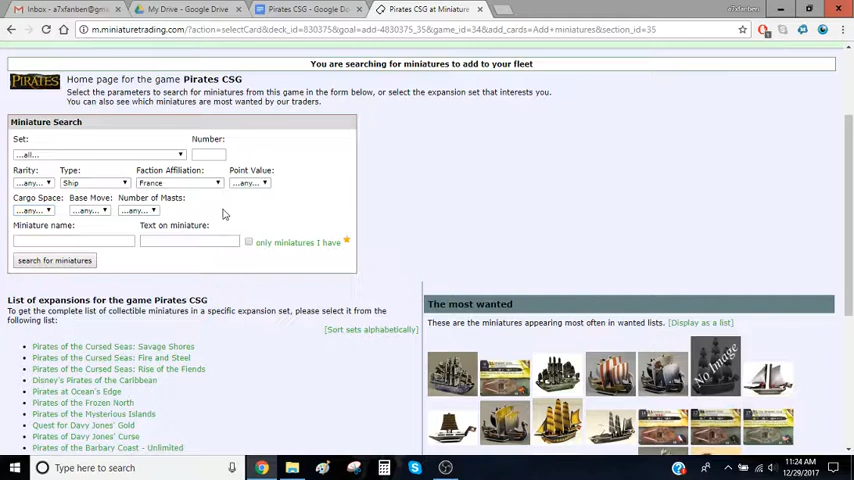 Gmail Inbox - a7xfanben@gm
My Drive - Google Drive
Pirates CSG - Google Do
Pirates CSG at Miniature
a7xfanben
m.miniaturetrading.com/?action=selectCard&deck_id=830375&goal=add-4830375_35&game_id=34&add_cards=Add+miniatures&section_id=35
You are searching for miniatures to add to your fleet
PIRATES
Home page for the game Pirates CSG
Select the parameters to search for miniatures from this game in the form below, or select the expansion set that interests you.
You can also see which miniatures are most wanted by our traders.
Miniature Search
Set: Number:
...all...
Rarity: Type: Faction Affiliation: Point Value:
...any... Ship France ...any...
Cargo Space: Base Move: Number of Masts:
...any... ...any... ...any...
Miniature name: Text on miniature:
only miniatures I have
search for miniatures
List of expansions for the game Pirates CSG
To get the complete list of collectible miniatures in a specific expansion set, please select it from the
following list:
[Sort sets alphabetically]
Pirates of the Cursed Seas: Savage Shores
Pirates of the Cursed Seas: Fire and Steel
Pirates of the Cursed Seas: Rise of the Fiends
Disney's Pirates of the Caribbean
Pirates at Ocean's Edge
Pirates of the Frozen North
Pirates of the Mysterious Islands
Quest for Davy Jones' Gold
Pirates of Davy Jones' Curse
Pirates of the Barbary Coast - Unlimited
The most wanted
These are the miniatures appearing most often in wanted lists. [Display as a list]
No Image
Type here to search
11:24 AM
12/29/2017